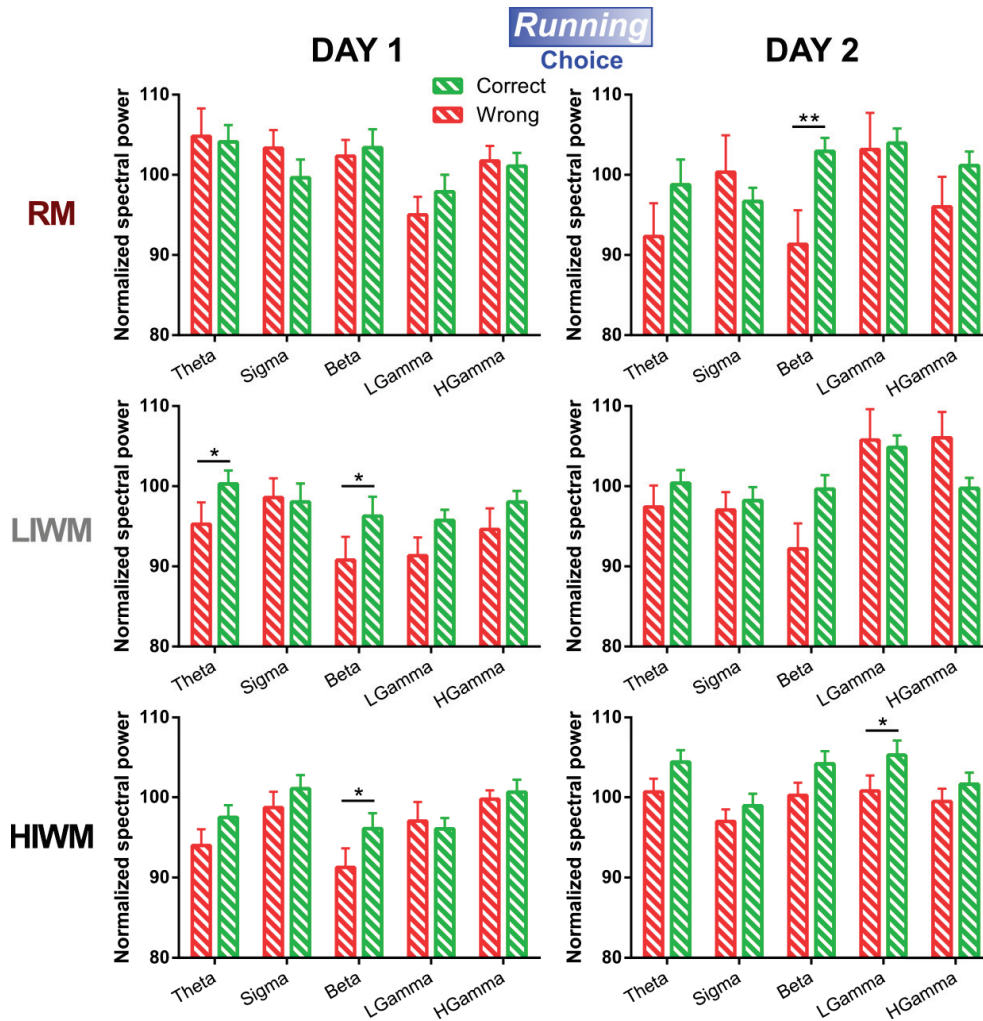 DAY 1
Running
Choice
DAY 2
Correct
Wrong
RM
Normalized spectral power
110
100
90
80
Theta
Sigma
Beta
LGamma
HGamma
Normalized spectral power
110
100
90
80
**
Theta
Sigma
Beta
LGamma
HGamma
LIWM
Normalized spectral power
110
100
90
80
*
*
Theta
Sigma
Beta
LGamma
HGamma
Normalized spectral power
110
100
90
80
Theta
Sigma
Beta
LGamma
HGamma
HIWM
Normalized spectral power
110
100
90
80
*
Theta
Sigma
Beta
LGamma
HGamma
Normalized spectral power
110
100
90
80
*
Theta
Sigma
Beta
LGamma
HGamma